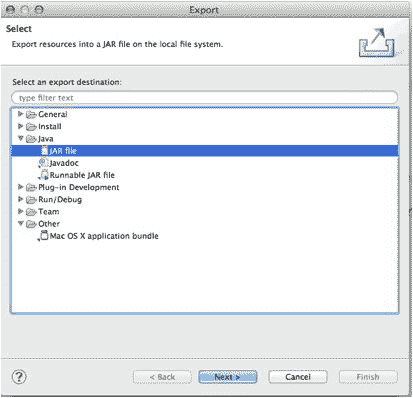 Export
Select
Export resources into a JAR file on the local file system.
Select an export destination:
type filter text
General
Install
Java
JAR file
Javadoc
Runnable JAR file
Plug-in Development
Run/Debug
Team
Other
Mac OS X application bundle
?
< Back
Next >
Cancel
Finish